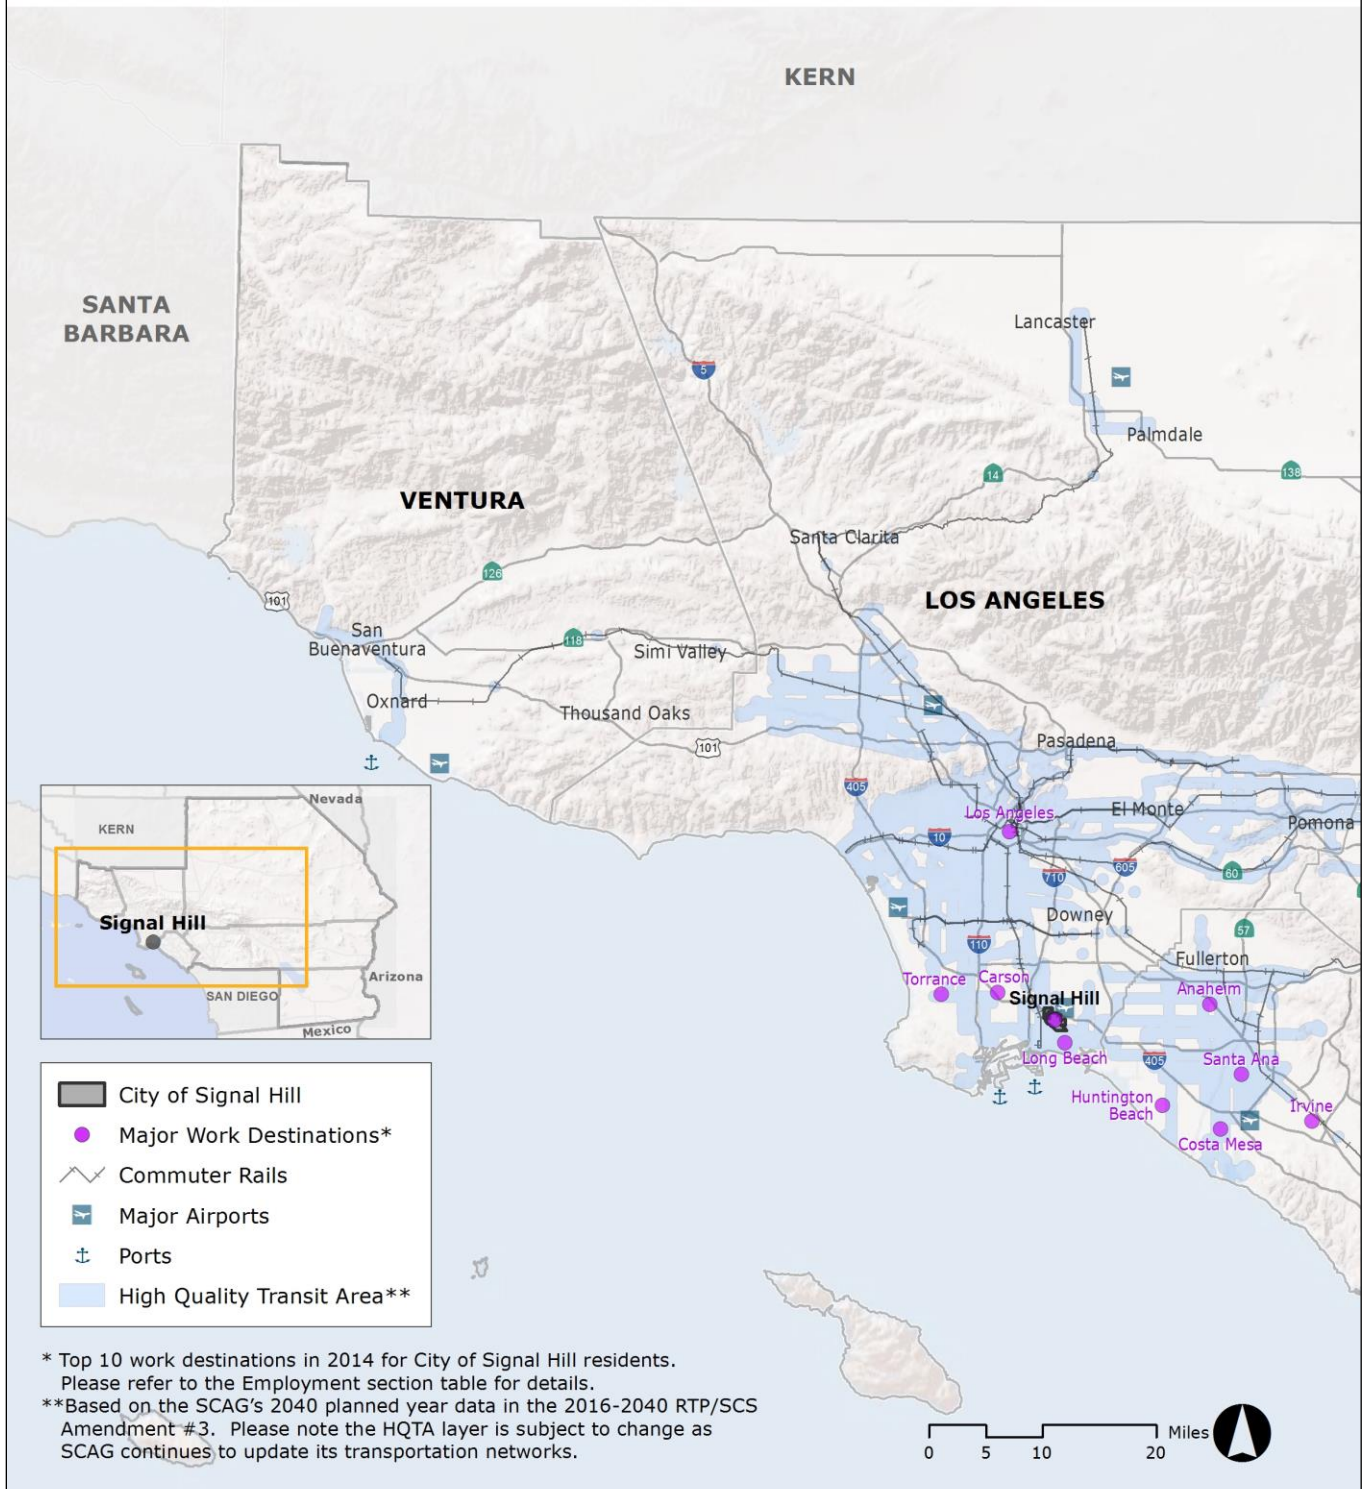 KERN
SANTA
BARBARA
Lancaster
5
Palmdale
14
138
VENTURA
Santa Clarita
126
101
LOS ANGELES
San
Buenaventura
118
Simi Valley
Oxnard
Thousand Oaks
101
Pasadena
405
Los Angeles
El Monte
Pomona
10
605
60
710
Downey
57
110
Fullerton
Torrance
Carson
Signal Hill
Anaheim
Long Beach
405
Santa Ana
Huntington
Beach
Irvine
Costa Mesa
Nevada
KERN
Signal Hill
Arizona
SAN DIEGO
Mexico
City of Signal Hill
Major Work Destinations*
Commuter Rails
Major Airports
Ports
High Quality Transit Area**
* Top 10 work destinations in 2014 for City of Signal Hill residents.
Please refer to the Employment section table for details.
**Based on the SCAG's 2040 planned year data in the 2016-2040 RTP/SCS
Amendment #3. Please note the HQTA layer is subject to change as
SCAG continues to update its transportation networks.
0 5 10 20 Miles